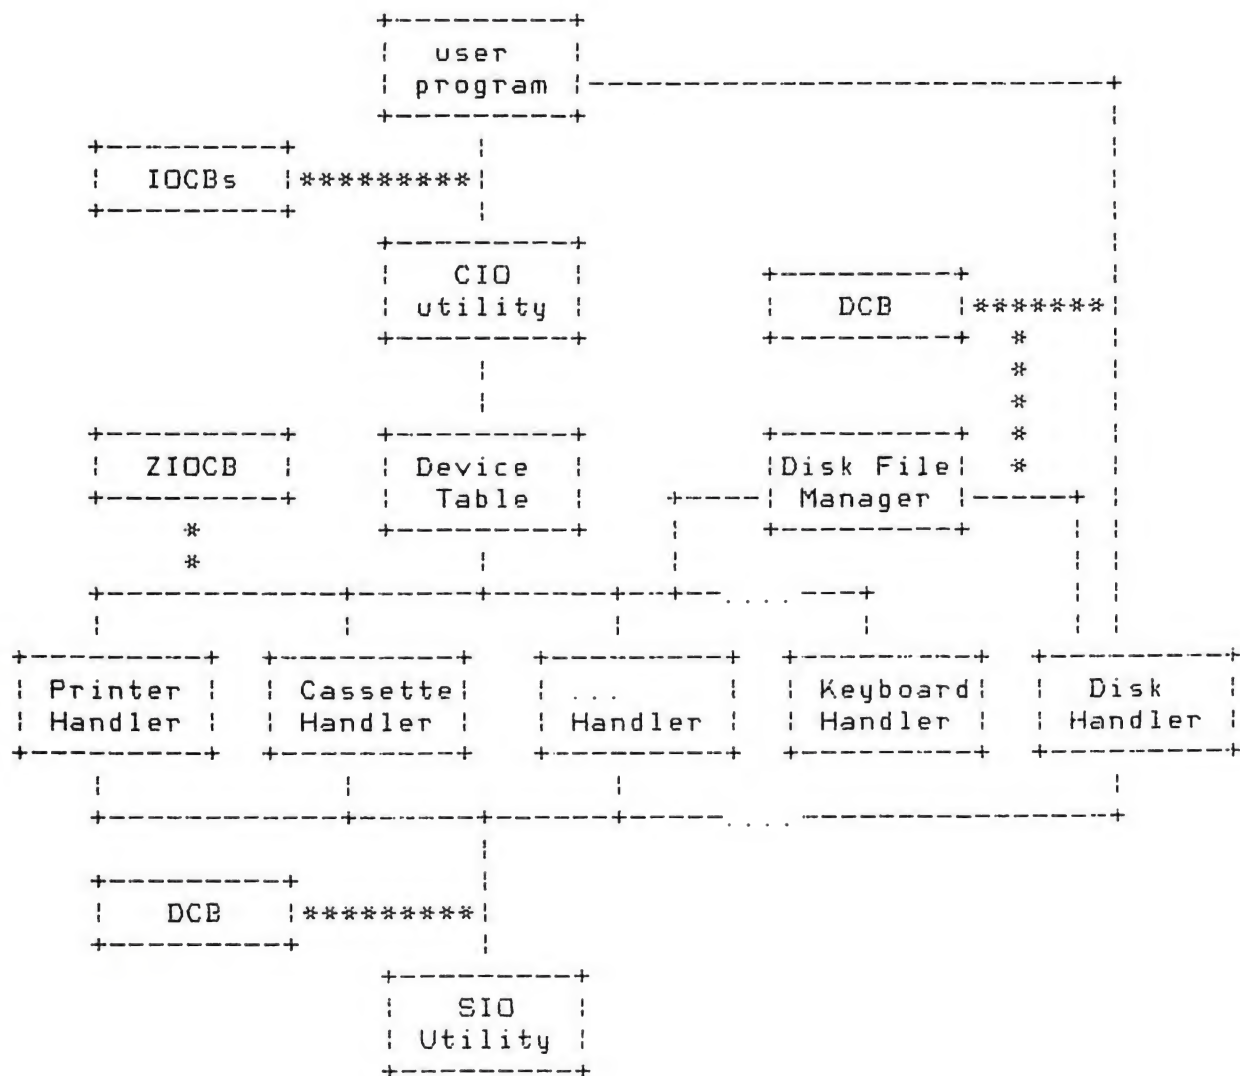 user
program
IOCBs *********
CIO
utility
DCB *******
*
*
*
*
*
ZIOCB
Device
Table
Disk File
Manager
*
*
....
Printer
Handler
Cassette
Handler
...
Handler
Keyboard
Handler
Disk
Handler
....
DCB *********
SIO
Utility